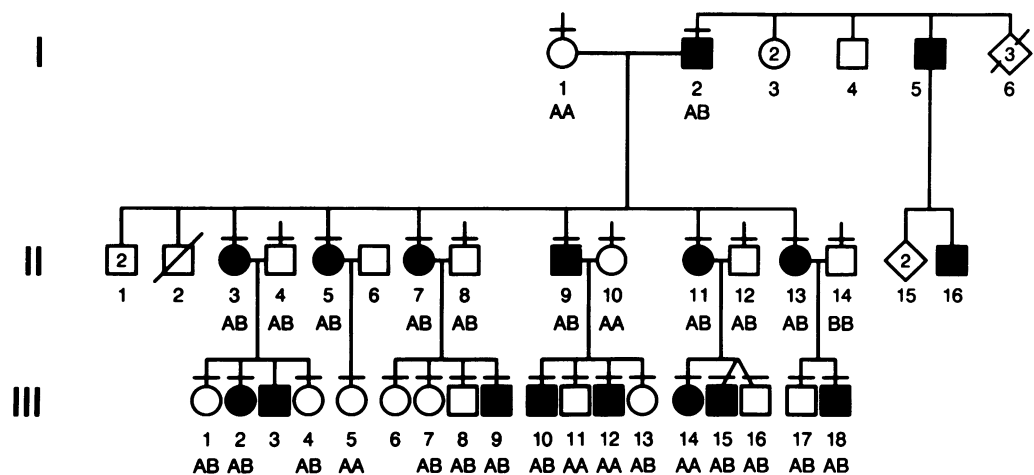 I 2 3
1 2 3 4 5 6
AA AB
II 2 2
1 2 3 4 5 6 7 8 9 10 11 12 13 14 15 16
AB AB AB AB AB AB AA AB AB AB BB
III
1 2 3 4 5 6 7 8 9 10 11 12 13 14 15 16 17 18
AB AB AB AA AB AB AB AB AA AA AB AA AB AB AB AB